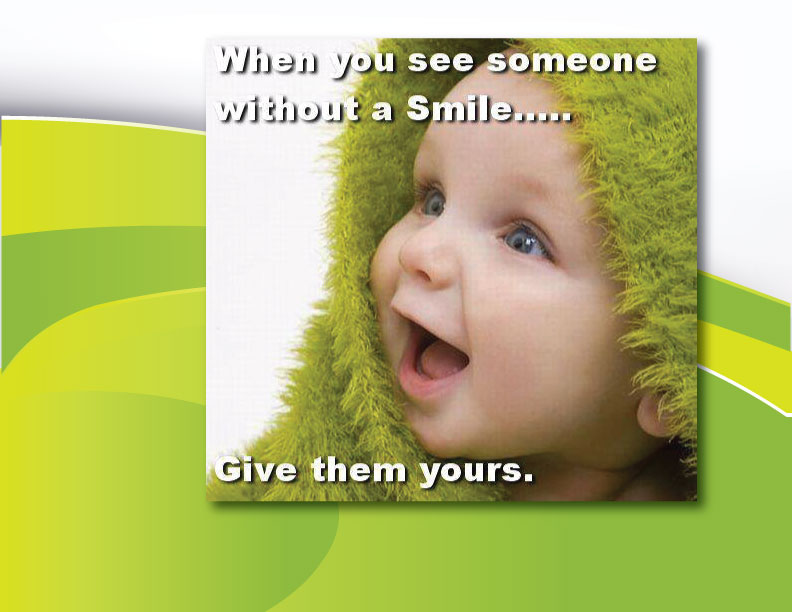 When you see someone
without a Smile.....
Give them yours.